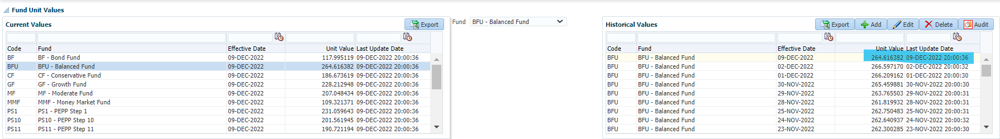 Fund Unit Values
Current Values
Export
Code Fund Effective Date Unit Value Last Update Date
BF BF - Bond Fund 09-DEC-2022 117.995119 09-DEC-2022 20:00:36
BFU BFU - Balanced Fund 09-DEC-2022 264.616382 09-DEC-2022 20:00:36
CF CF - Conservative Fund 09-DEC-2022 186.673619 09-DEC-2022 20:00:36
GF GF - Growth Fund 09-DEC-2022 228.212948 09-DEC-2022 20:00:36
MF MF - Moderate Fund 09-DEC-2022 207.048434 09-DEC-2022 20:00:36
MMF MMF - Money Market Fund 09-DEC-2022 109.321371 09-DEC-2022 20:00:36
PS1 PS1 - PEPP Step 1 09-DEC-2022 231.059643 09-DEC-2022 20:00:36
PS10 PS10 - PEPP Step 10 09-DEC-2022 201.561945 09-DEC-2022 20:00:36
PS11 PS11 - PEPP Step 11 09-DEC-2022 190.721194 09-DEC-2022 20:00:36
Fund BFU - Balanced Fund
Historical Values
Export Add Edit Delete Audit
Code Fund Effective Date Unit Value Last Update Date
BFU BFU - Balanced Fund 09-DEC-2022 264.616382 09-DEC-2022 20:00:36
BFU BFU - Balanced Fund 02-DEC-2022 266.597170 02-DEC-2022 20:00:32
BFU BFU - Balanced Fund 01-DEC-2022 266.209162 01-DEC-2022 20:00:30
BFU BFU - Balanced Fund 30-NOV-2022 265.459881 30-NOV-2022 20:00:30
BFU BFU - Balanced Fund 29-NOV-2022 263.765503 29-NOV-2022 20:00:31
BFU BFU - Balanced Fund 28-NOV-2022 261.819932 28-NOV-2022 20:00:31
BFU BFU - Balanced Fund 25-NOV-2022 262.750483 25-NOV-2022 20:00:31
BFU BFU - Balanced Fund 24-NOV-2022 262.640937 24-NOV-2022 20:00:32
BFU BFU - Balanced Fund 23-NOV-2022 262.300285 23-NOV-2022 20:00:30